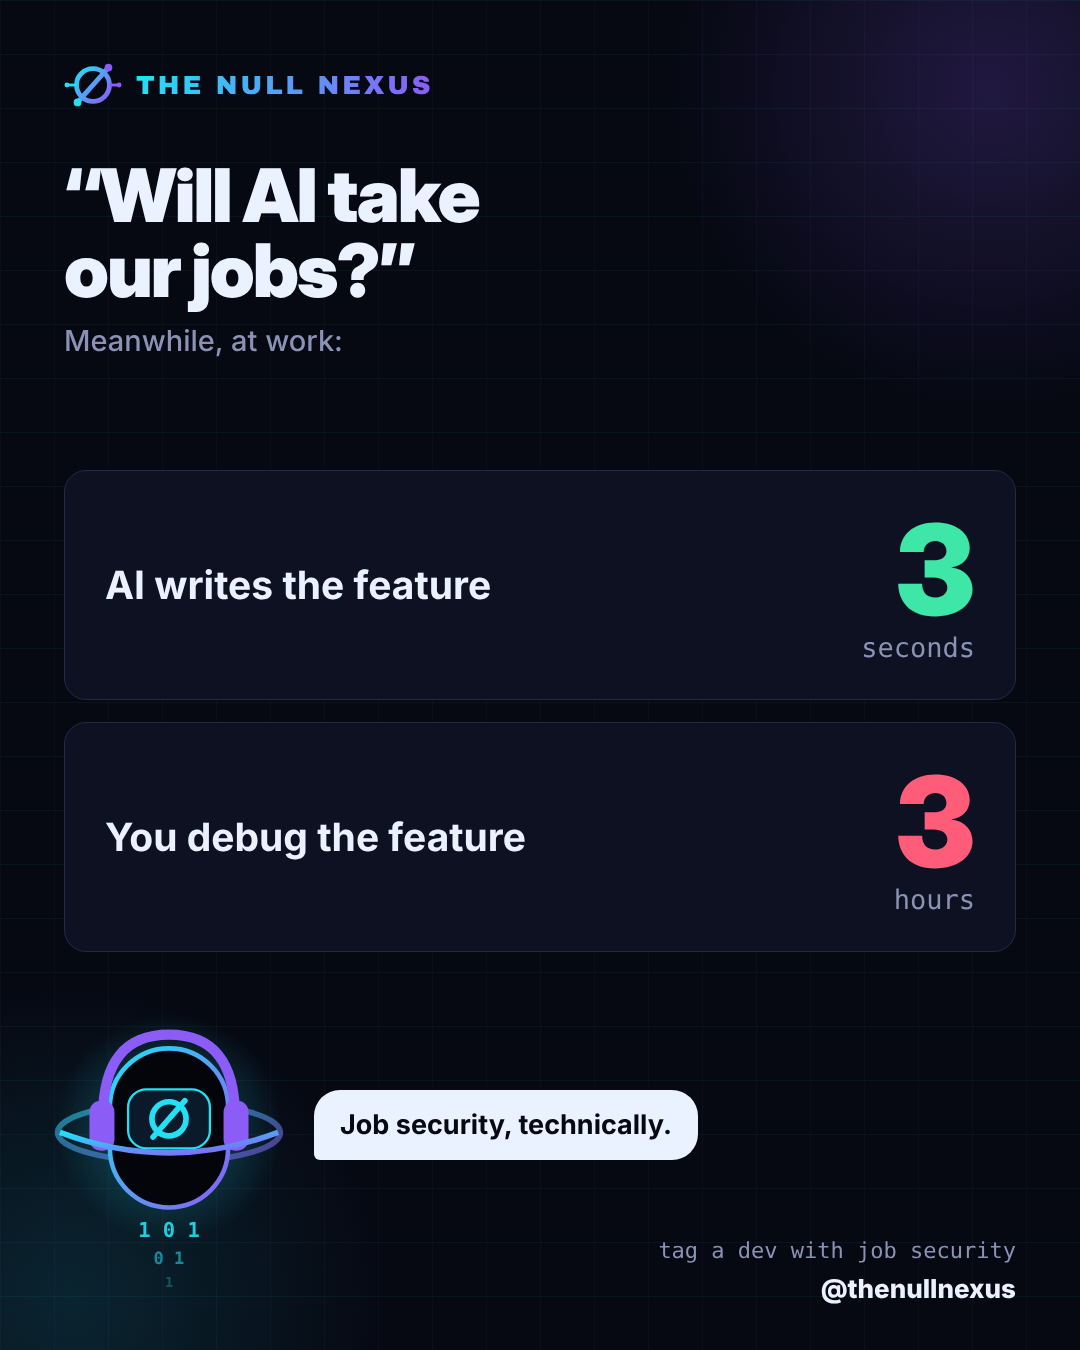 THE NULL NEXUS
“Will AI take
our jobs?”
Meanwhile, at work:
AI writes the feature
3
seconds
You debug the feature
3
hours
Job security, technically.
1 0 1
0 1
1
tag a dev with job security
@thenullnexus